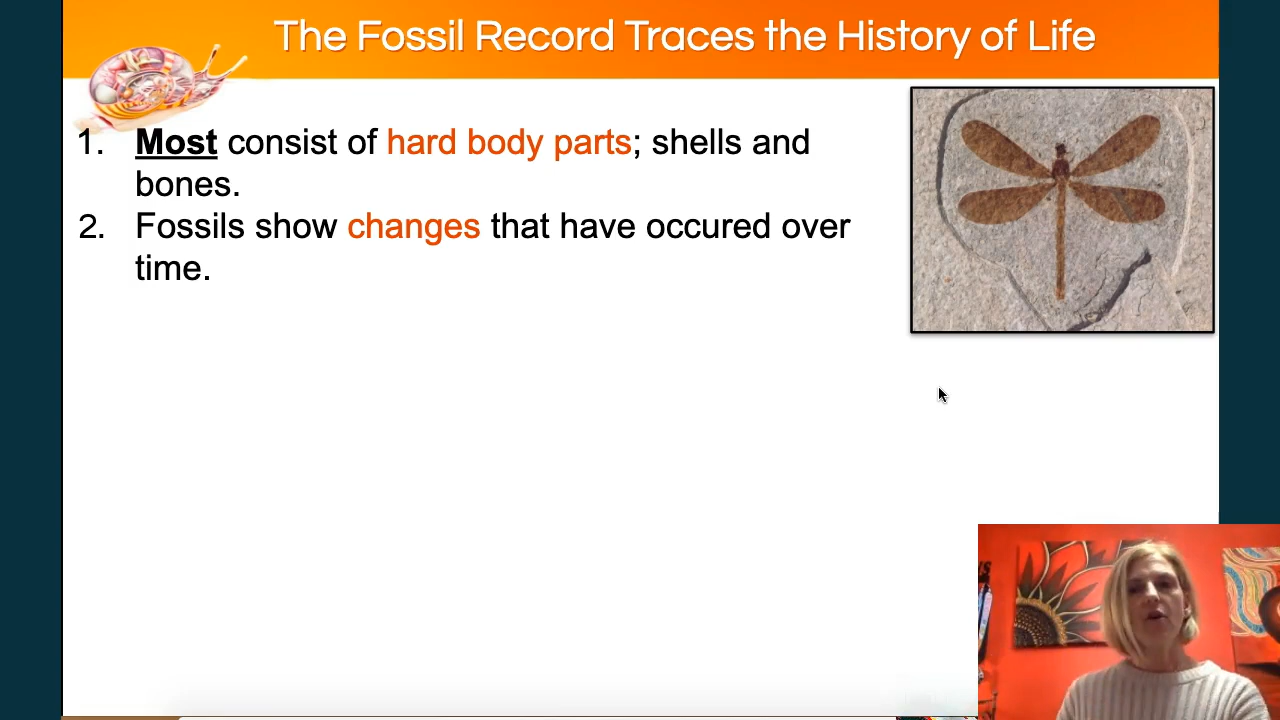 The Fossil Record Traces the History of Life
1. Most consist of hard body parts; shells and
bones.
2. Fossils show changes that have occured over
time.